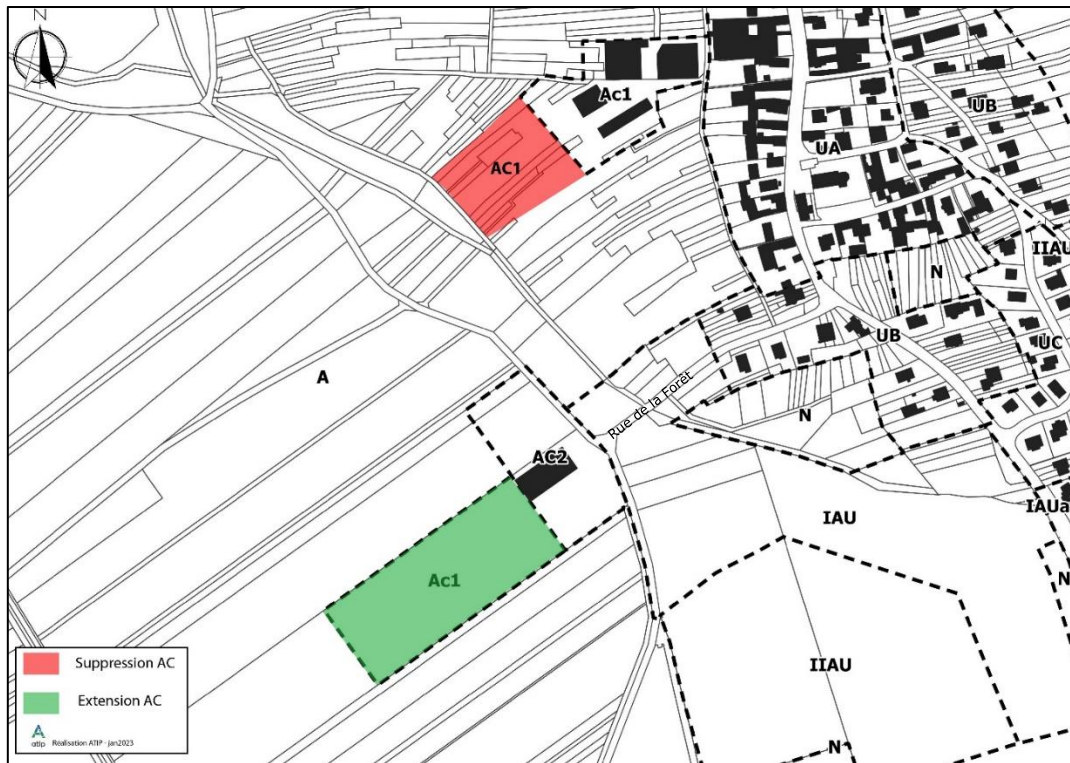 N
Ac1
UB
UA
AC1
IIAU
N
UC
UB
A
Rue de la Forêt
N
AC2
IAU
IAUa
Ac1
N
IIAU
N
Suppression AC
Extension AC
atip Réalisation ATIP - jan2023